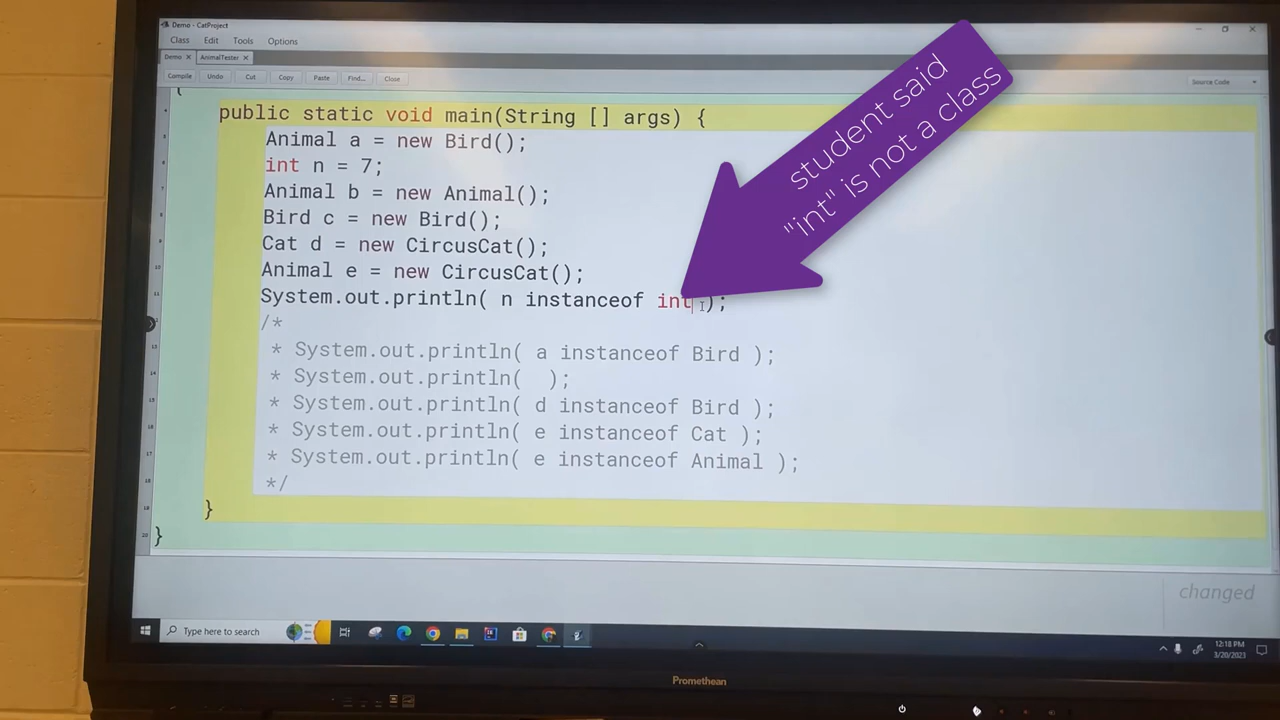 Demo - CatProject
Class Edit Tools Options
Demo X AnimalTester X
Compile Undo Cut Copy Paste Find... Close Source Code
student said
"int" is not a class
{
public static void main(String [] args) {
Animal a = new Bird();
int n = 7;
Animal b = new Animal();
Bird c = new Bird();
Cat d = new CircusCat();
Animal e = new CircusCat();
System.out.println( n instanceof int );
/*
* System.out.println( a instanceof Bird );
* System.out.println( );
* System.out.println( d instanceof Bird );
* System.out.println( e instanceof Cat );
* System.out.println( e instanceof Animal );
*/
}
}
changed
Type here to search
12:18 PM
3/20/2023
Promethean